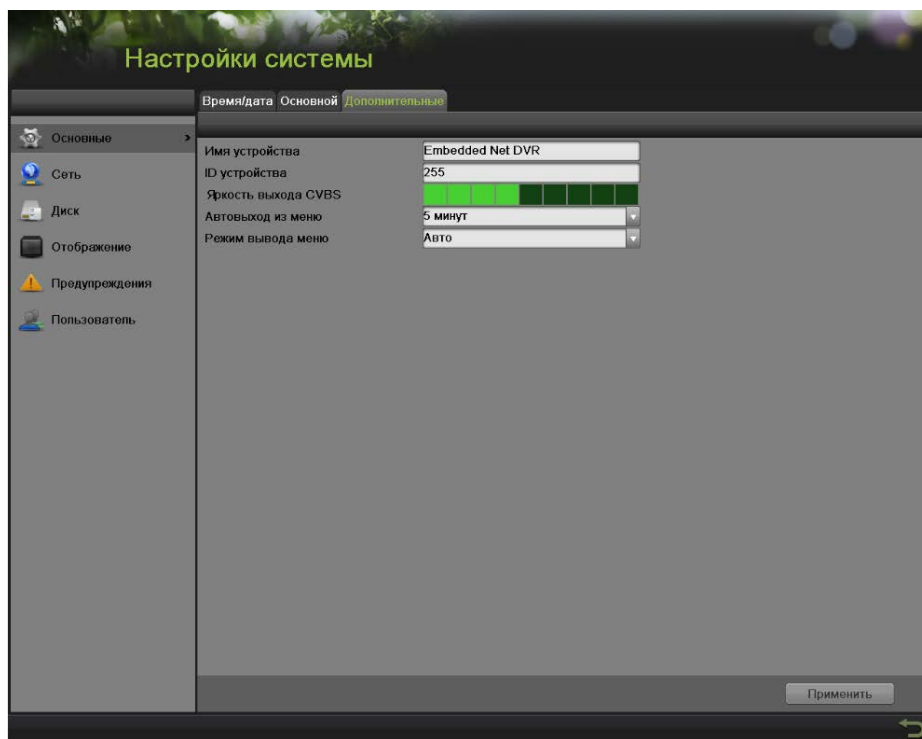 Настройки системы
Время/дата Основной Дополнительные
Основные
Сеть
Диск
Отображение
Предупреждения
Пользователь
Имя устройства Embedded Net DVR
ID устройства 255
Яркость выхода CVBS
Автовыход из меню 5 минут
Режим вывода меню Авто
Применить